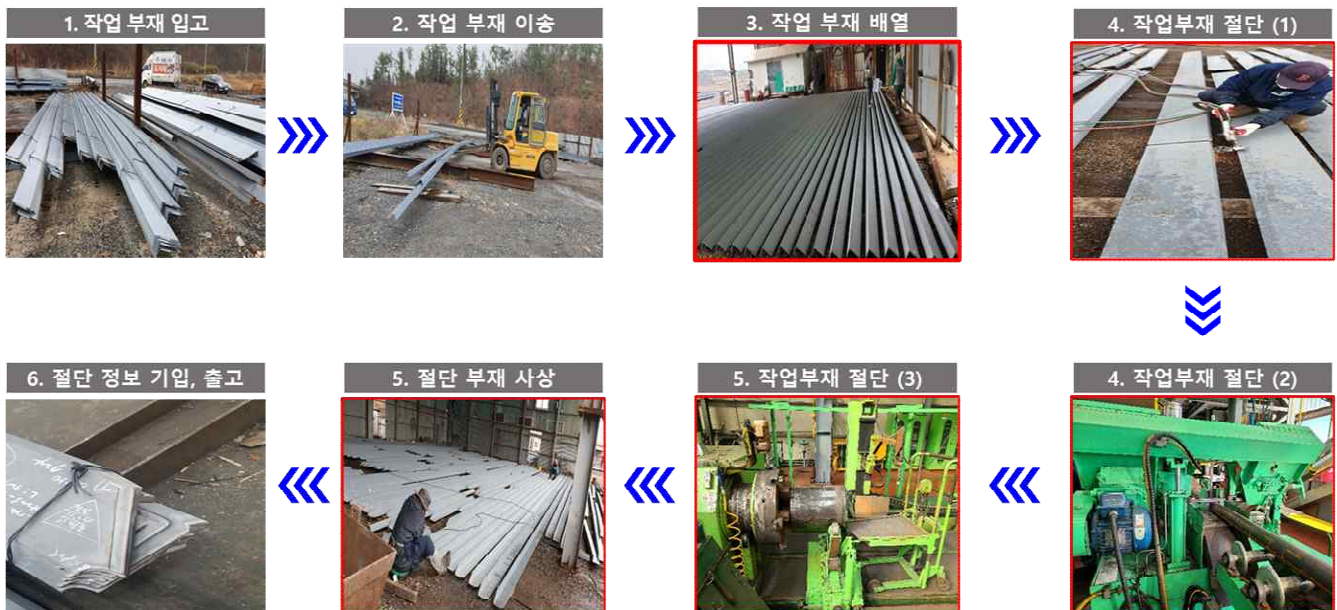 1. 작업 부재 입고
2. 작업 부재 이송
3. 작업 부재 배열
4. 작업부재 절단 (1)
6. 절단 정보 기입, 출고
5. 절단 부재 사상
5. 작업부재 절단 (3)
4. 작업부재 절단 (2)